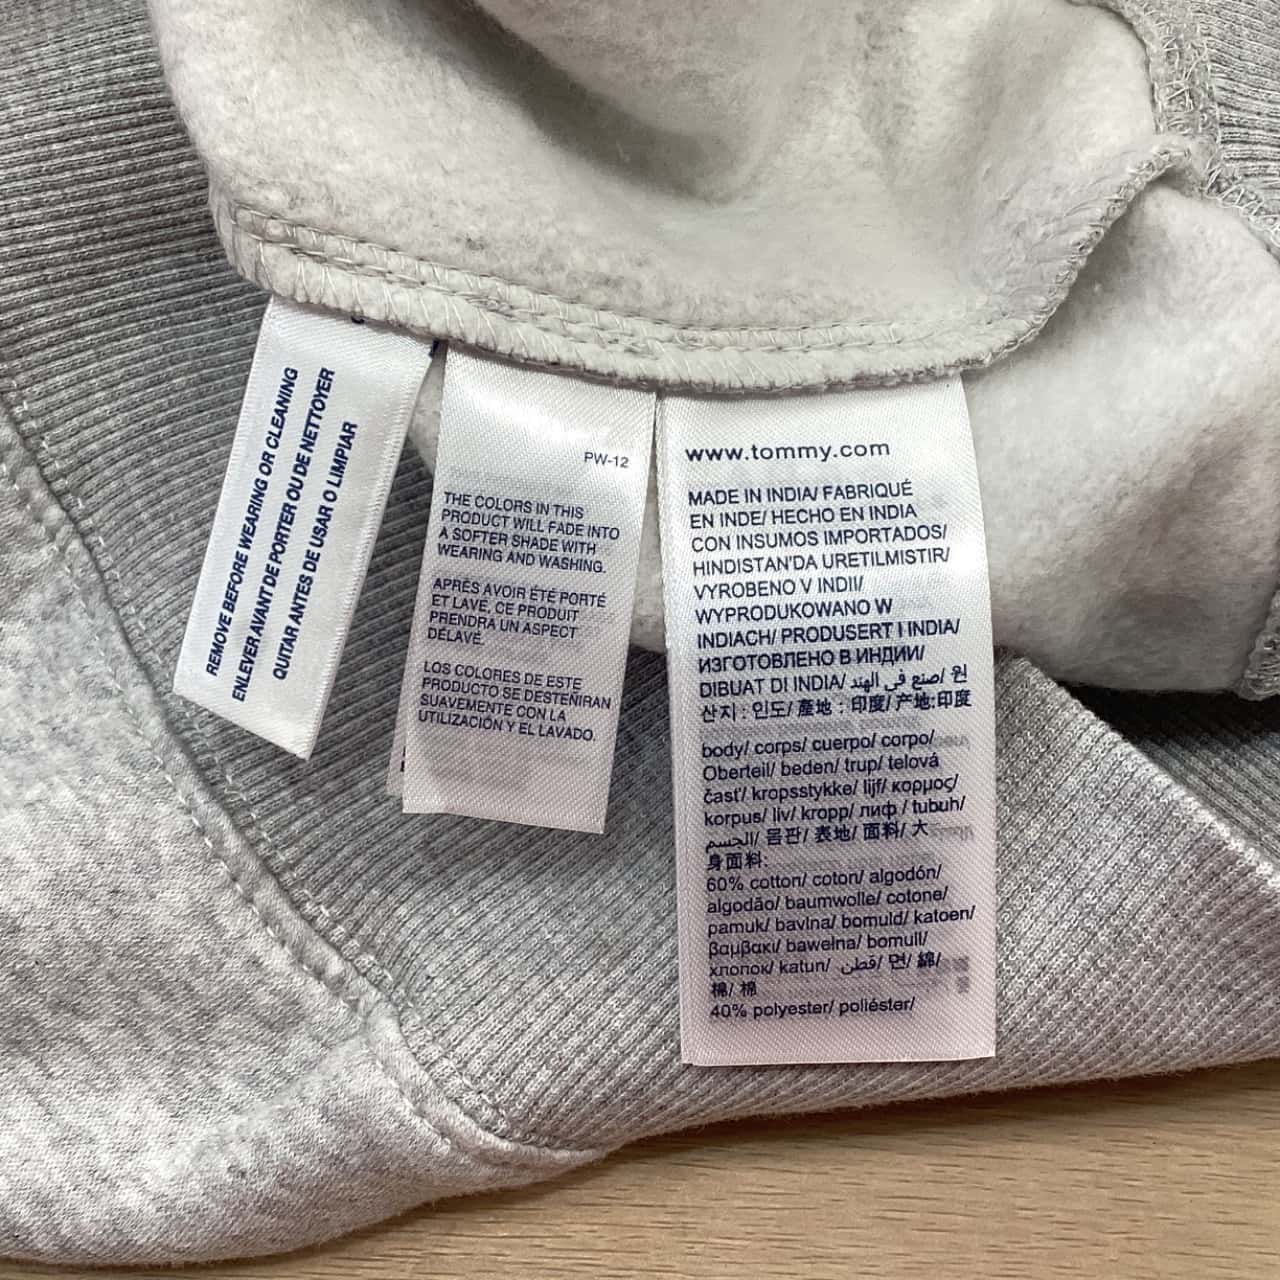 REMOVE BEFORE WEARING OR CLEANING
ENLEVER AVANT DE PORTER OU DE NETTOYER
QUITAR ANTES DE USAR O LIMPIAR
PW-12
THE COLORS IN THIS
PRODUCT WILL FADE INTO
A SOFTER SHADE WITH
WEARING AND WASHING.
APRÈS AVOIR ÉTÉ PORTÉ
ET LAVÉ, CE PRODUIT
PRENDRA UN ASPECT
DÉLAVÉ.
LOS COLORES DE ESTE
PRODUCTO SE DESTEÑIRAN
SUAVEMENTE CON LA
UTILIZACIÓN Y EL LAVADO.
www.tommy.com
MADE IN INDIA/ FABRIQUÉ
EN INDE/ HECHO EN INDIA
CON INSUMOS IMPORTADOS/
HINDISTAN'DA URETILMISTIR/
VYROBENO V INDII/
WYPRODUKOWANO W
INDIACH/ PRODUSERT I INDIA/
ИЗГОТОВЛЕНО В ИНДИИ/
DIBUAT DI INDIA/ صنع في الهند/ 원
산지 : 인도/ 產地 : 印度/ 产地:印度
body/ corps/ cuerpo/ corpo/
Oberteil/ beden/ trup/ telová
časť/ kropsstykke/ lijf/ κορμος/
korpus/ liv/ kropp/ лиф / tubuh/
الجسم/ 몸판/ 表地/ 面料/ 大
身面料:
60% cotton/ coton/ algodón/
algodão/ baumwolle/ cotone/
pamuk/ bavlna/ bomuld/ katoen/
βαμβακι/ bawełna/ bomull/
хлопок/ katun/ قطن/ 면/ 綿/
棉/ 棉
40% polyester/ poliéster/